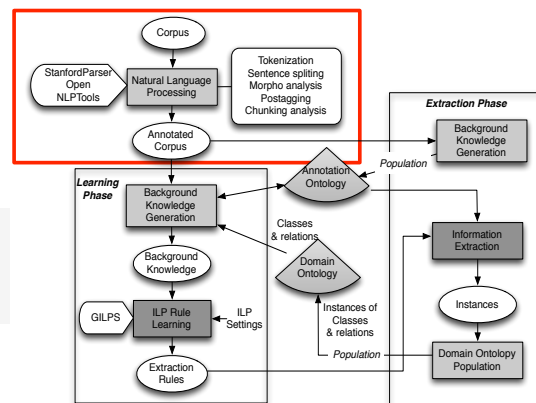 Corpus
StanfordParser
Open
NLPTools
Natural Language
Processing
Tokenization
Sentence spliting
Morpho analysis
Postagging
Chunking analysis
Annotated
Corpus
Extraction Phase
Background
Knowledge
Generation
Population
Annotation
Ontology
Learning
Phase
Background
Knowledge
Generation
Classes
& relations
Information
Extraction
Background
Knowledge
Domain
Ontology
Instances
GILPS
ILP Rule
Learning
ILP
Settings
Instances of
Classes
& relations
Population
Domain Ontolopy
Population
Extraction
Rules